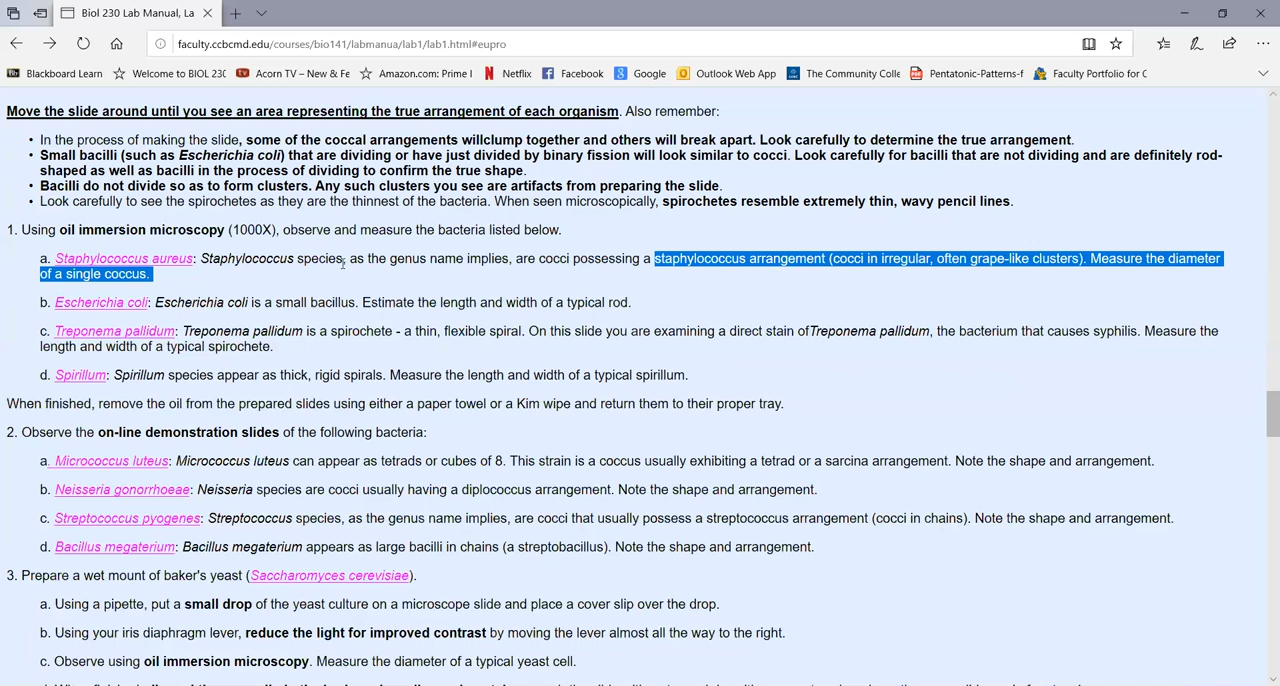 Biol 230 Lab Manual, La
faculty.ccbcmd.edu/courses/bio141/labmanua/lab1/lab1.html#eupro
Blackboard Learn Welcome to BIOL 230 Acorn TV – New & Fe Amazon.com: Prime I Netflix Facebook Google Outlook Web App The Community Colle Pentatonic-Patterns-f Faculty Portfolio for C
Move the slide around until you see an area representing the true arrangement of each organism. Also remember:
• In the process of making the slide, some of the coccal arrangements willclump together and others will break apart. Look carefully to determine the true arrangement.
• Small bacilli (such as Escherichia coli) that are dividing or have just divided by binary fission will look similar to cocci. Look carefully for bacilli that are not dividing and are definitely rod-
shaped as well as bacilli in the process of dividing to confirm the true shape.
• Bacilli do not divide so as to form clusters. Any such clusters you see are artifacts from preparing the slide.
• Look carefully to see the spirochetes as they are the thinnest of the bacteria. When seen microscopically, spirochetes resemble extremely thin, wavy pencil lines.
1. Using oil immersion microscopy (1000X), observe and measure the bacteria listed below.
a. Staphylococcus aureus: Staphylococcus species, as the genus name implies, are cocci possessing a staphylococcus arrangement (cocci in irregular, often grape-like clusters). Measure the diameter
of a single coccus.
b. Escherichia coli: Escherichia coli is a small bacillus. Estimate the length and width of a typical rod.
c. Treponema pallidum: Treponema pallidum is a spirochete - a thin, flexible spiral. On this slide you are examining a direct stain ofTreponema pallidum, the bacterium that causes syphilis. Measure the
length and width of a typical spirochete.
d. Spirillum: Spirillum species appear as thick, rigid spirals. Measure the length and width of a typical spirillum.
When finished, remove the oil from the prepared slides using either a paper towel or a Kim wipe and return them to their proper tray.
2. Observe the on-line demonstration slides of the following bacteria:
a. Micrococcus luteus: Micrococcus luteus can appear as tetrads or cubes of 8. This strain is a coccus usually exhibiting a tetrad or a sarcina arrangement. Note the shape and arrangement.
b. Neisseria gonorrhoeae: Neisseria species are cocci usually having a diplococcus arrangement. Note the shape and arrangement.
c. Streptococcus pyogenes: Streptococcus species, as the genus name implies, are cocci that usually possess a streptococcus arrangement (cocci in chains). Note the shape and arrangement.
d. Bacillus megaterium: Bacillus megaterium appears as large bacilli in chains (a streptobacillus). Note the shape and arrangement.
3. Prepare a wet mount of baker's yeast (Saccharomyces cerevisiae).
a. Using a pipette, put a small drop of the yeast culture on a microscope slide and place a cover slip over the drop.
b. Using your iris diaphragm lever, reduce the light for improved contrast by moving the lever almost all the way to the right.
c. Observe using oil immersion microscopy. Measure the diameter of a typical yeast cell.